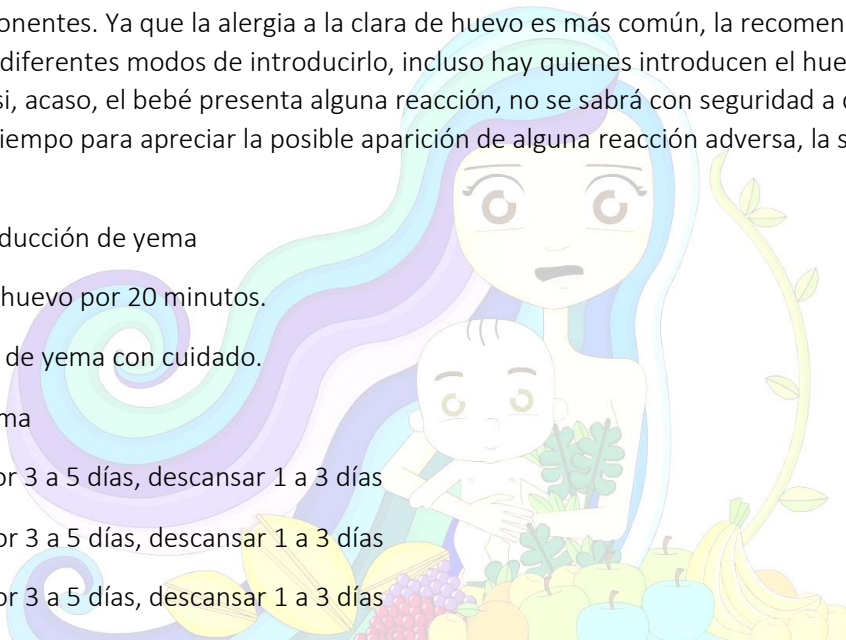 onentes. Ya que la alergia a la clara de huevo es más común, la recomen
diferentes modos de introducirlo, incluso hay quienes introducen el hue
si, acaso, el bebé presenta alguna reacción, no se sabrá con seguridad a
iempo para apreciar la posible aparición de alguna reacción adversa, la s
ducción de yema
huevo por 20 minutos.
de yema con cuidado.
ma
or 3 a 5 días, descansar 1 a 3 días
or 3 a 5 días, descansar 1 a 3 días
or 3 a 5 días, descansar 1 a 3 días